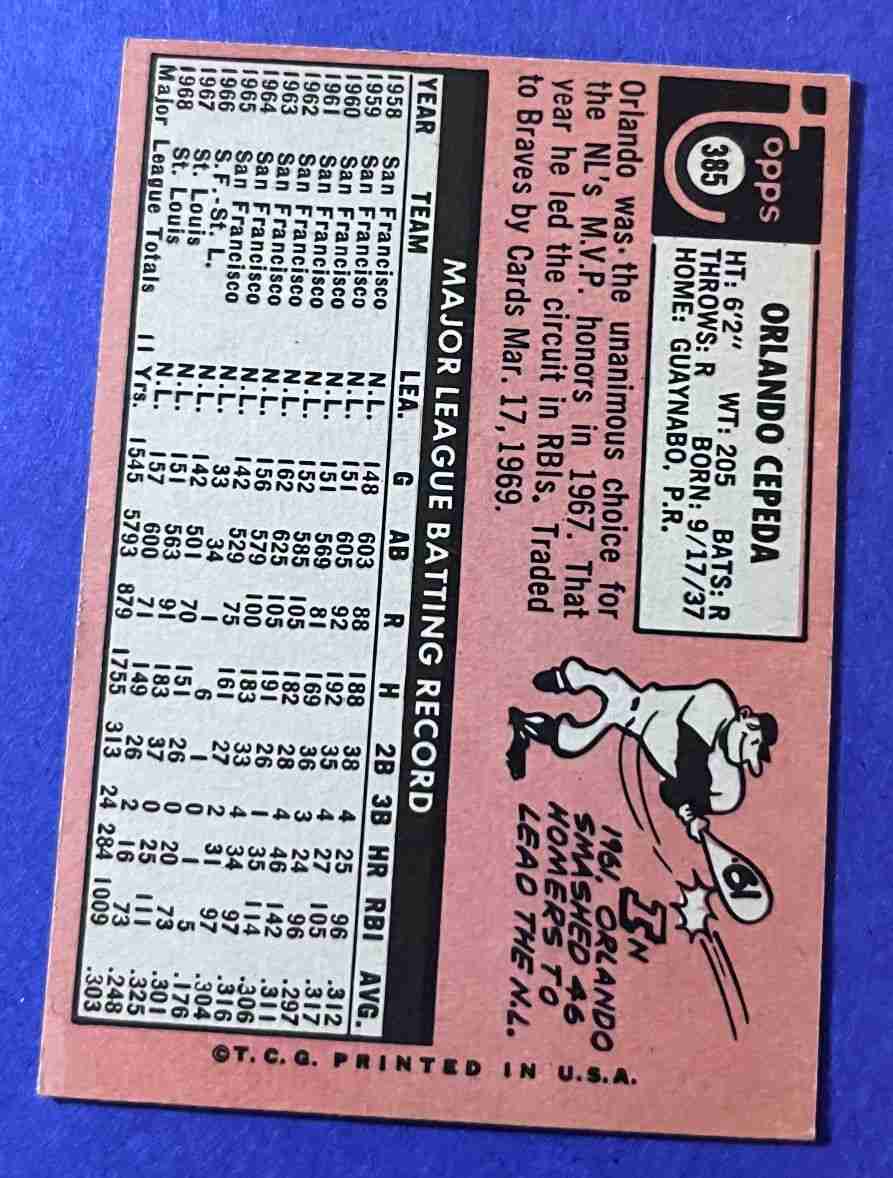 Topps
385
ORLANDO CEPEDA
HT: 6'2" WT: 205 BATS: R
THROWS: R BORN: 9/17/37
HOME: GUAYNABO, P.R.
Orlando was the unanimous choice for
the NL's M.V.P. honors in 1967. That
year he led the circuit in RBIs. Traded
to Braves by Cards Mar. 17, 1969.
IN
1961, ORLANDO
SMASHED 46
HOMERS TO
LEAD THE N.L.
MAJOR LEAGUE BATTING RECORD
YEAR TEAM LEA. G AB R H 2B 3B HR RBI AVG.
1958 San Francisco N.L. 148 603 88 188 38 4 25 96 .312
1959 San Francisco N.L. 151 605 92 192 35 4 27 105 .317
1960 San Francisco N.L. 151 569 81 169 36 3 24 96 .297
1961 San Francisco N.L. 152 585 105 182 28 4 46 142 .311
1962 San Francisco N.L. 162 625 105 191 26 1 35 114 .306
1963 San Francisco N.L. 156 579 100 183 33 4 34 97 .316
1964 San Francisco N.L. 142 529 75 161 27 2 31 97 .304
1965 San Francisco N.L. 33 34 1 6 1 0 1 5 .176
1966 S.F.-St. L. N.L. 142 501 70 151 26 0 20 73 .301
1967 St. Louis N.L. 151 563 91 183 37 0 25 111 .325
1968 St. Louis N.L. 157 600 71 149 26 2 16 73 .248
Major League Totals 11 Yrs. 1545 5793 879 1755 313 24 284 1009 .303
©T.C.G. PRINTED IN U.S.A.